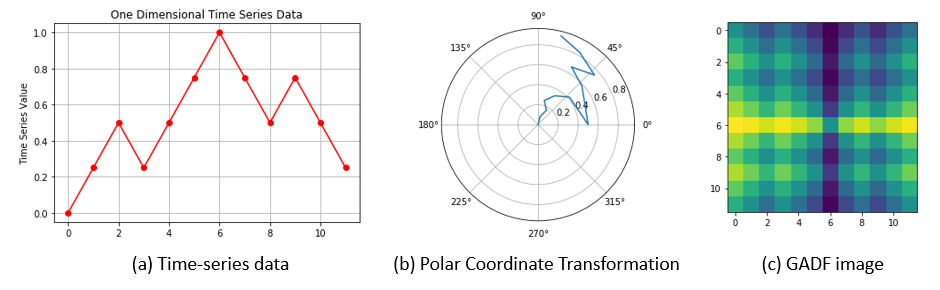 One Dimensional Time Series Data
Time Series Value
1.0
0.8
0.6
0.4
0.2
0.0
0 2 4 6 8 10
90°
135° 45°
180° 0°
0.2 0.4 0.6 0.8
225° 315°
270°
0
2
4
6
8
10
0 2 4 6 8 10
(a) Time-series data
(b) Polar Coordinate Transformation
(c) GADF image